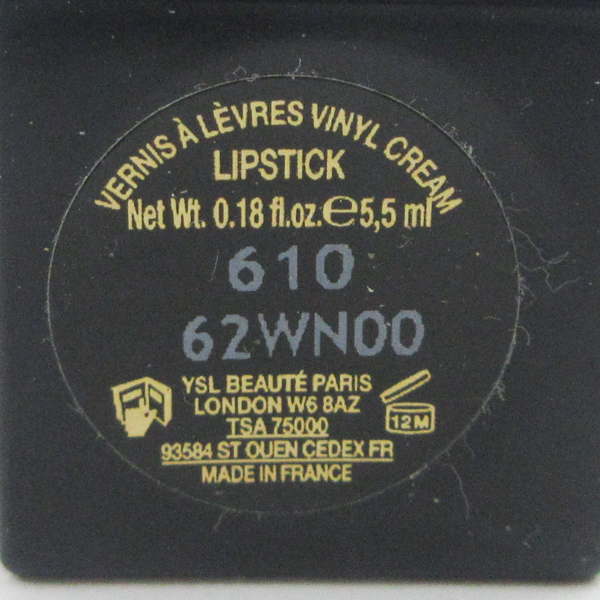 VERNIS À LÈVRES VINYL CREAM
LIPSTICK
Net Wt. 0.18 fl.oz. ℮ 5,5 ml
610
62WN00
YSL BEAUTÉ PARIS
LONDON W6 8AZ
TSA 75000
93584 ST OUEN CEDEX FR
MADE IN FRANCE
12M